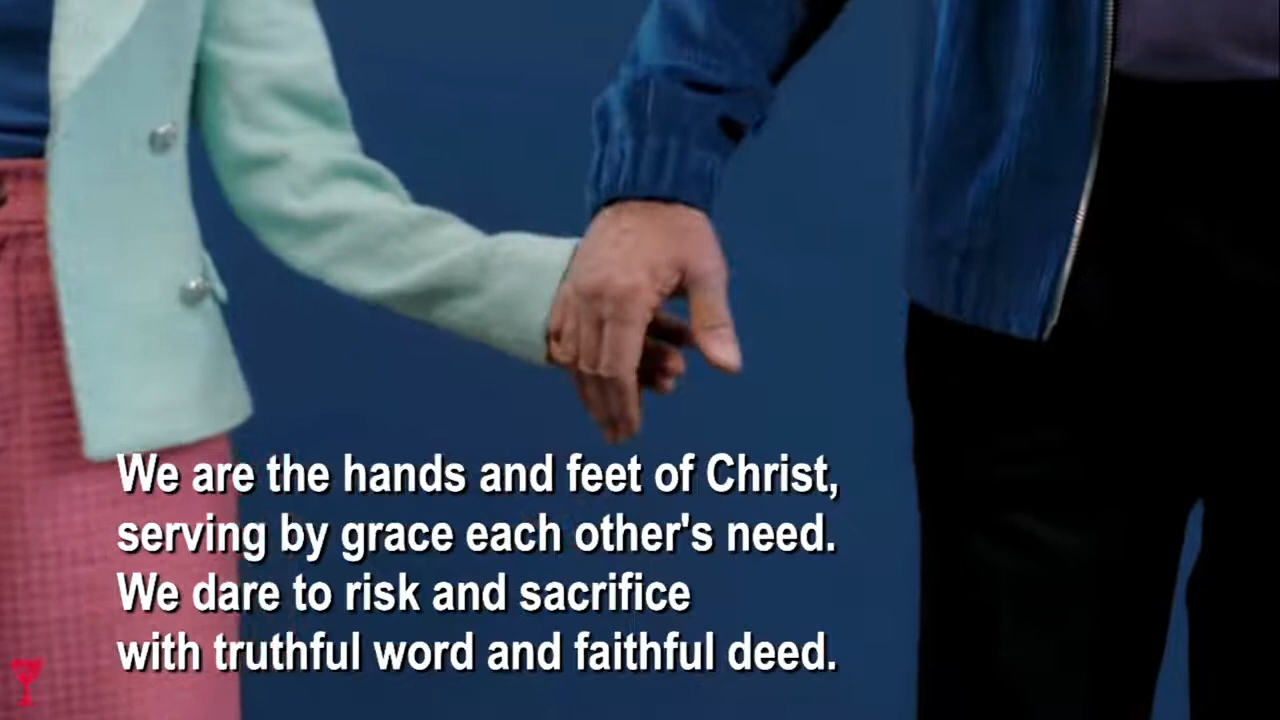 We are the hands and feet of Christ,
serving by grace each other's need.
We dare to risk and sacrifice
with truthful word and faithful deed.